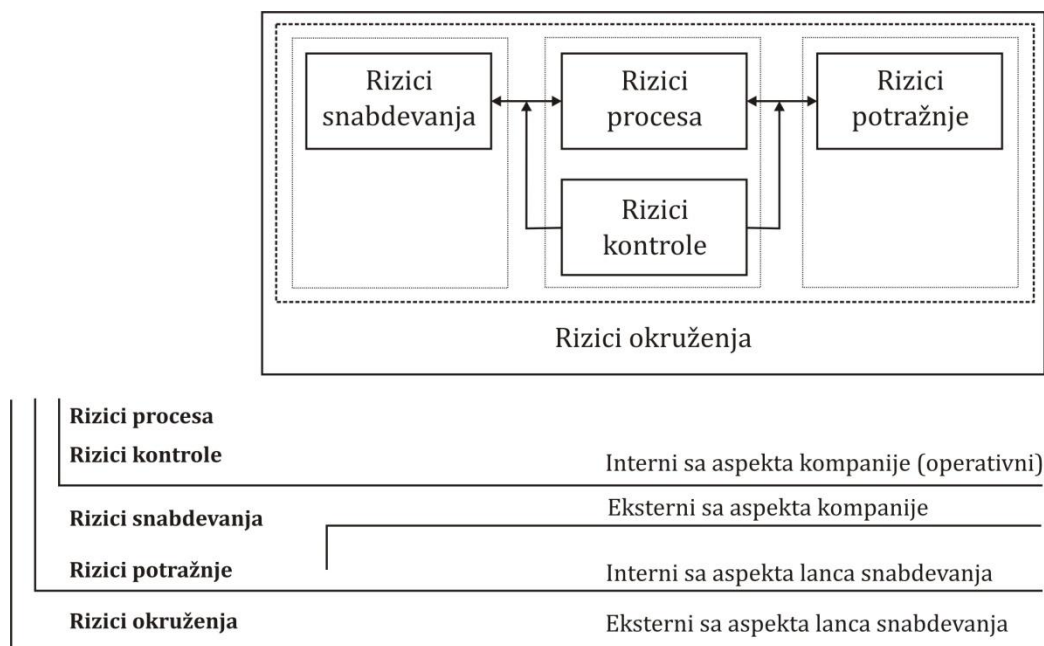 Rizici
snabdevanja
Rizici
procesa
Rizici
potražnje
Rizici
kontrole
Rizici okruženja
Rizici procesa
Rizici kontrole
Interni sa aspekta kompanije (operativni)
Rizici snabdevanja
Eksterni sa aspekta kompanije
Rizici potražnje
Interni sa aspekta lanca snabdevanja
Rizici okruženja
Eksterni sa aspekta lanca snabdevanja